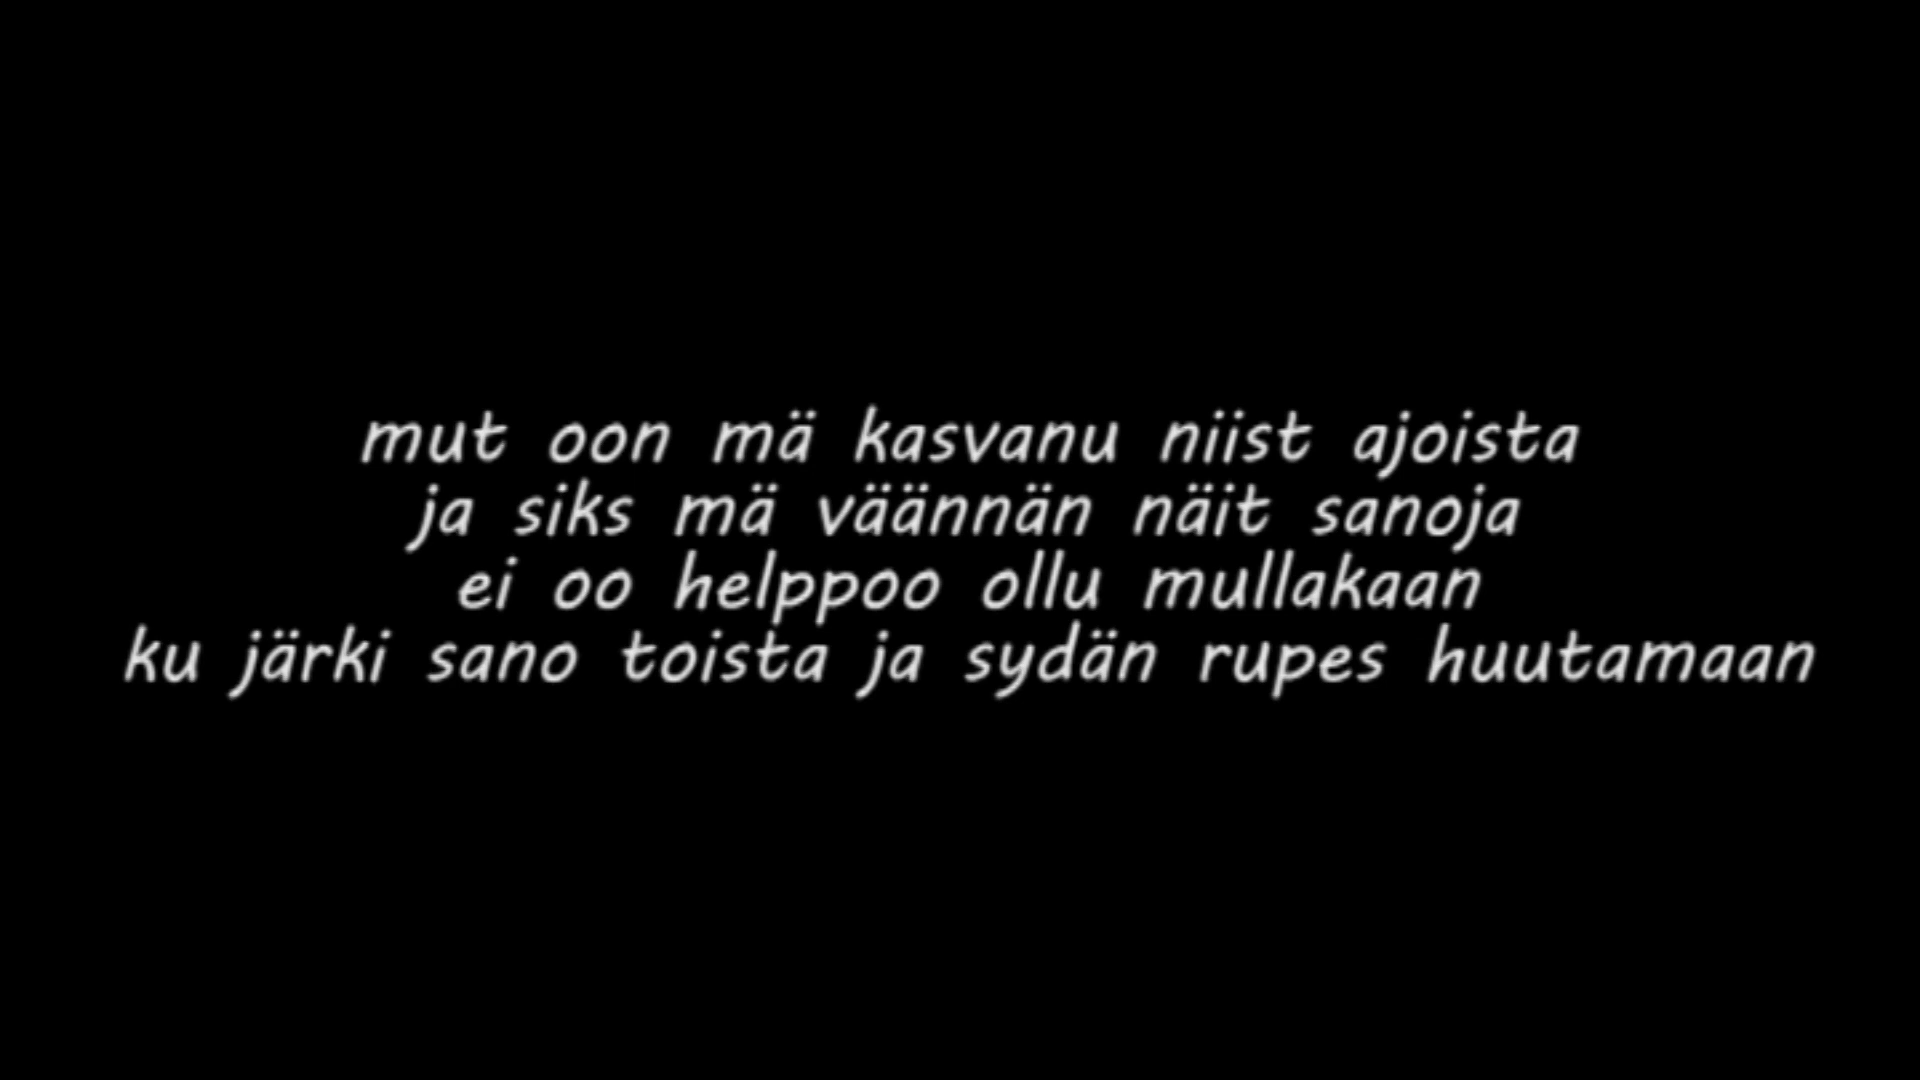 mut oon mä kasvanu niist ajoista
ja siks mä väännän näit sanoja
ei oo helppoo ollu mullakaan
ku järki sano toista ja sydän rupes huutamaan